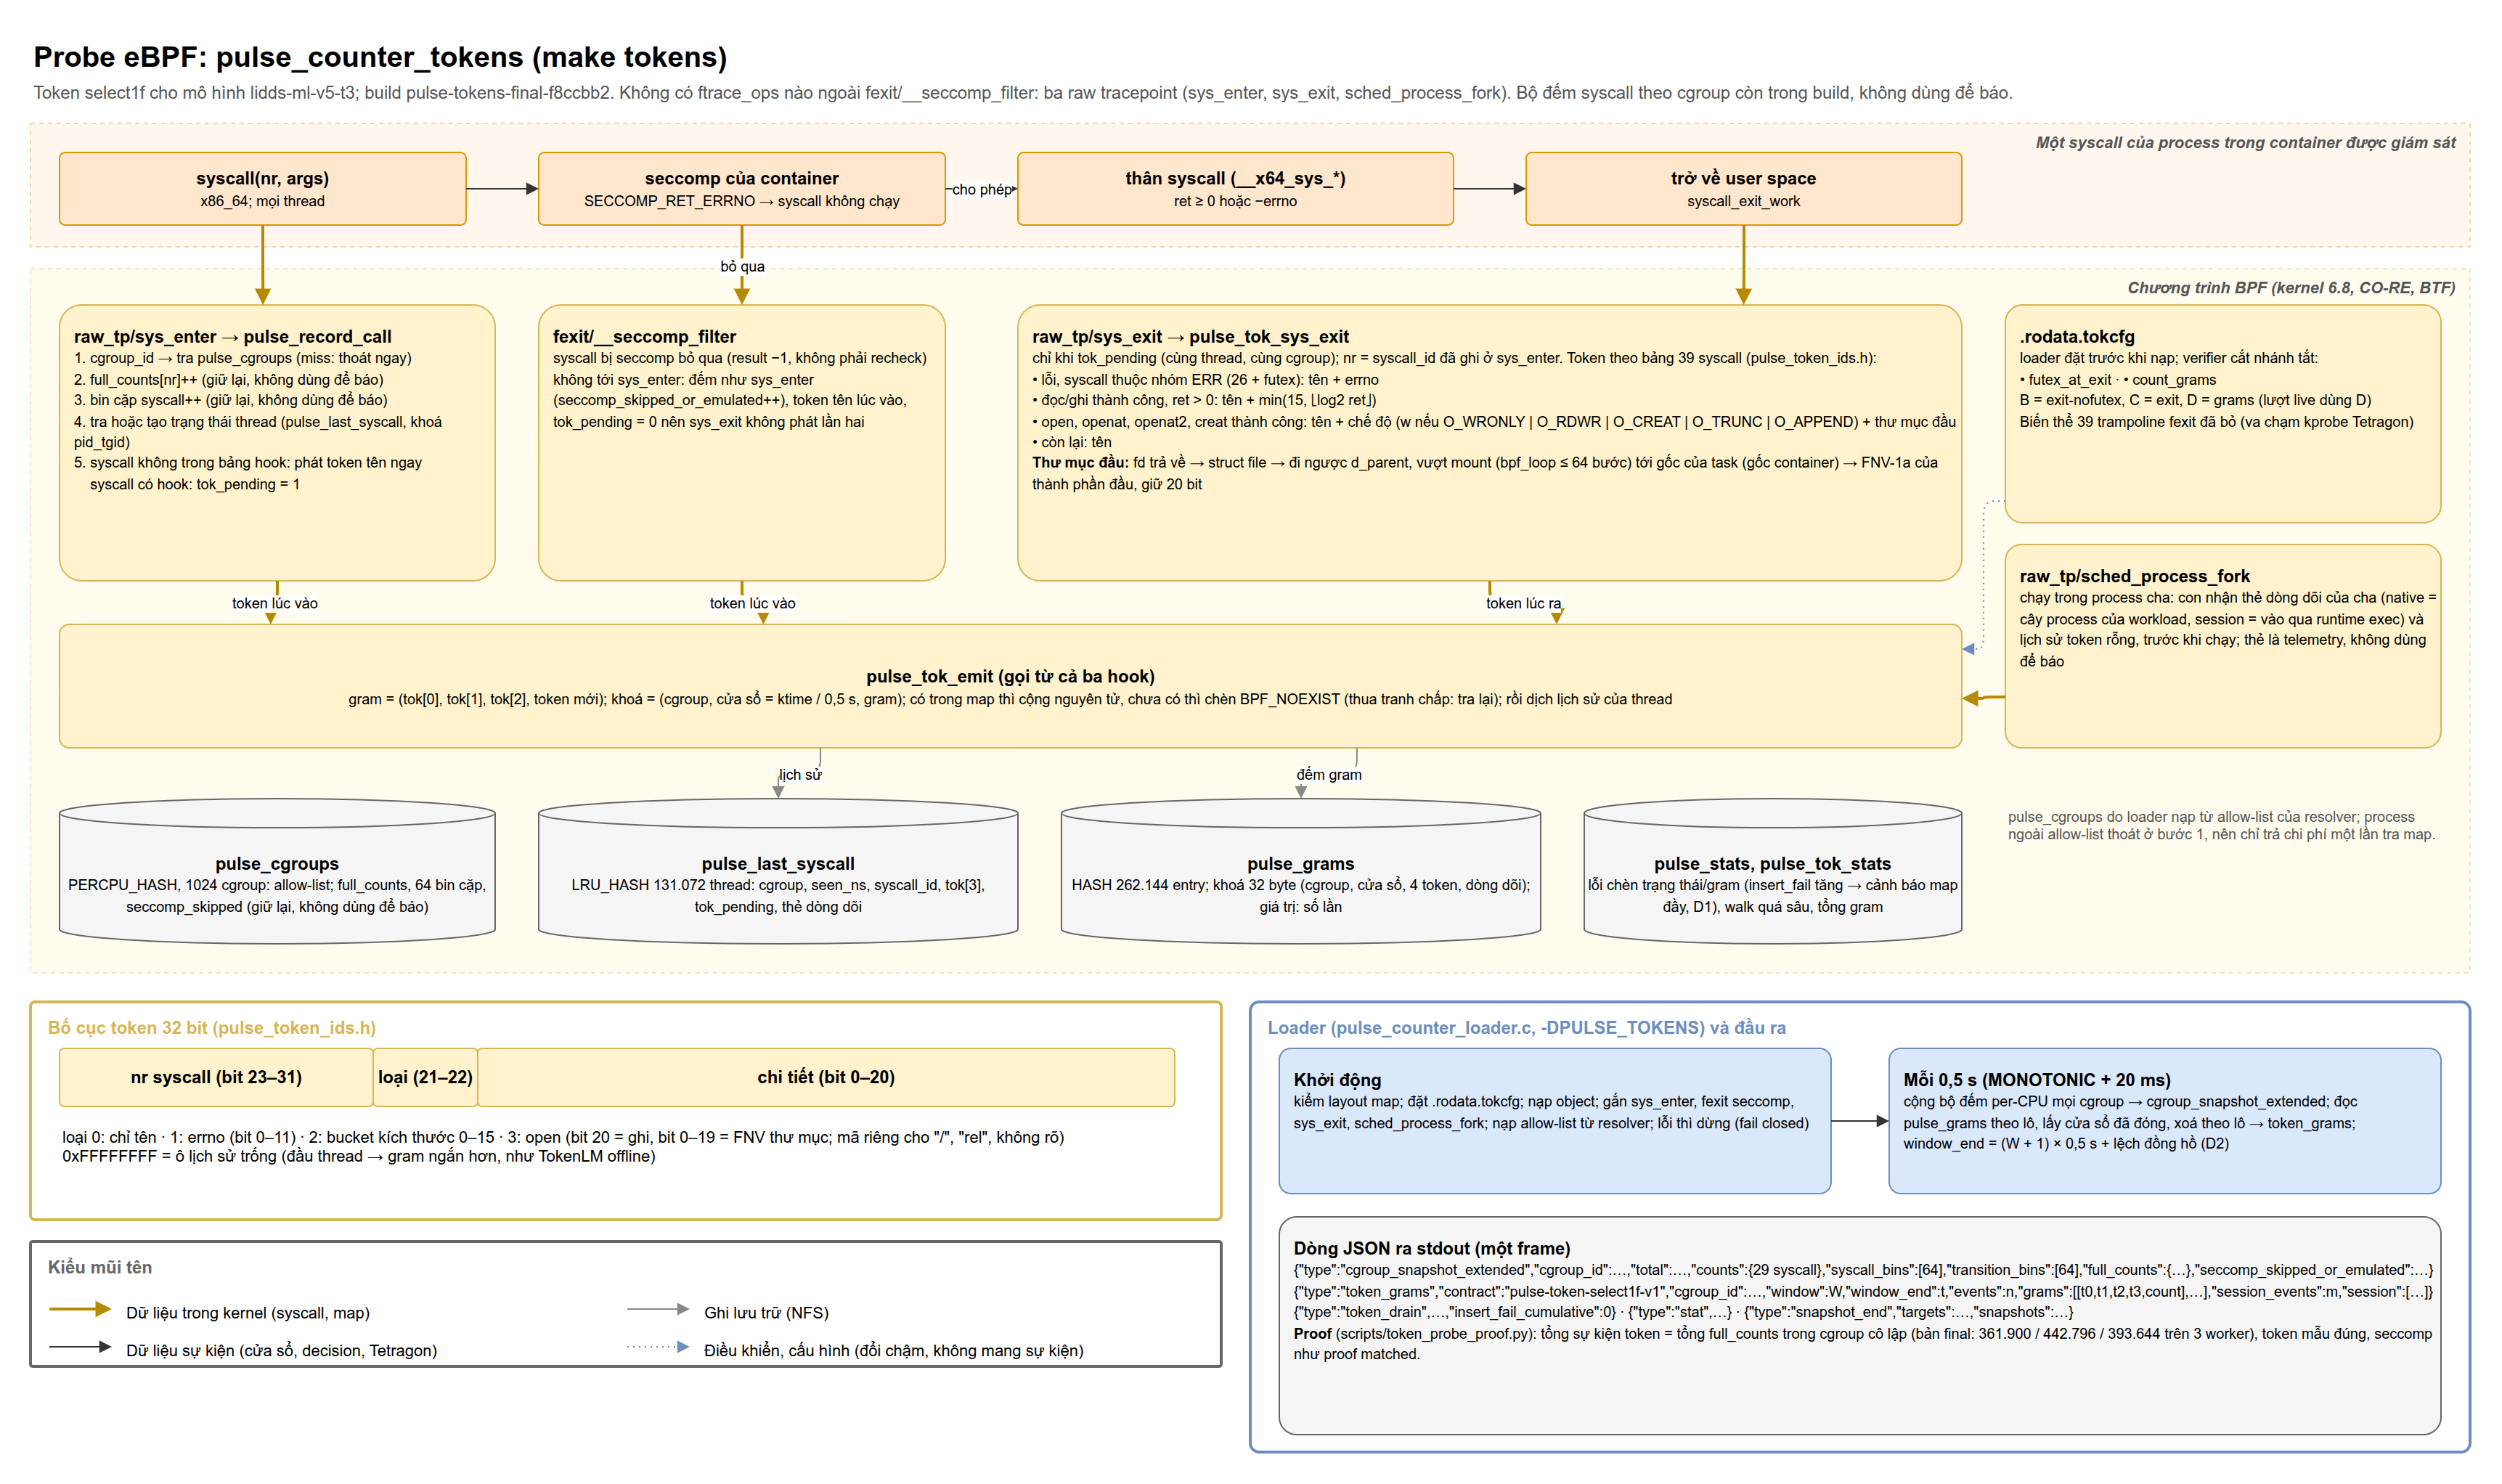 Probe eBPF: pulse_counter_tokens (make tokens)
Token select1f cho mô hình lidds-ml-v5-t3; build pulse-tokens-final-f8ccbb2. Không có ftrace_ops nào ngoài fexit/__seccomp_filter: ba raw tracepoint (sys_enter, sys_exit, sched_process_fork). Bộ đếm syscall theo cgroup còn trong build, không dùng để báo.
Một syscall của process trong container được giám sát
syscall(nr, args)
x86_64; mọi thread
seccomp của container
SECCOMP_RET_ERRNO → syscall không chạy
cho phép
thân syscall (__x64_sys_*)
ret ≥ 0 hoặc −errno
trở về user space
syscall_exit_work
bỏ qua
Chương trình BPF (kernel 6.8, CO-RE, BTF)
raw_tp/sys_enter → pulse_record_call
1. cgroup_id → tra pulse_cgroups (miss: thoát ngay)
2. full_counts[nr]++ (giữ lại, không dùng để báo)
3. bin cặp syscall++ (giữ lại, không dùng để báo)
4. tra hoặc tạo trạng thái thread (pulse_last_syscall, khoá
pid_tgid)
5. syscall không trong bảng hook: phát token tên ngay
syscall có hook: tok_pending = 1
fexit/__seccomp_filter
syscall bị seccomp bỏ qua (result −1, không phải recheck)
không tới sys_enter: đếm như sys_enter
(seccomp_skipped_or_emulated++), token tên lúc vào,
tok_pending = 0 nên sys_exit không phát lần hai
raw_tp/sys_exit → pulse_tok_sys_exit
chỉ khi tok_pending (cùng thread, cùng cgroup); nr = syscall_id đã ghi ở sys_enter. Token theo bảng 39 syscall (pulse_token_ids.h):
• lỗi, syscall thuộc nhóm ERR (26 + futex): tên + errno
• đọc/ghi thành công, ret > 0: tên + min(15, ⌊log2 ret⌋)
• open, openat, openat2, creat thành công: tên + chế độ (w nếu O_WRONLY | O_RDWR | O_CREAT | O_TRUNC | O_APPEND) + thư mục đầu
• còn lại: tên
Thư mục đầu: fd trả về → struct file → đi ngược d_parent, vượt mount (bpf_loop ≤ 64 bước) tới gốc của task (gốc container) → FNV-1a của
thành phần đầu, giữ 20 bit
.rodata.tokcfg
loader đặt trước khi nạp; verifier cắt nhánh tắt:
• futex_at_exit · • count_grams
B = exit-nofutex, C = exit, D = grams (lượt live dùng D)
Biến thể 39 trampoline fexit đã bỏ (va chạm kprobe Tetragon)
raw_tp/sched_process_fork
chạy trong process cha: con nhận thẻ dòng dõi của cha (native =
cây process của workload, session = vào qua runtime exec) và
lịch sử token rỗng, trước khi chạy; thẻ là telemetry, không dùng
để báo
token lúc vào
token lúc vào
token lúc ra
pulse_tok_emit (gọi từ cả ba hook)
gram = (tok[0], tok[1], tok[2], token mới); khoá = (cgroup, cửa sổ = ktime / 0,5 s, gram); có trong map thì cộng nguyên tử, chưa có thì chèn BPF_NOEXIST (thua tranh chấp: tra lại); rồi dịch lịch sử của thread
lịch sử
đếm gram
pulse_cgroups
PERCPU_HASH, 1024 cgroup: allow-list; full_counts, 64 bin cặp,
seccomp_skipped (giữ lại, không dùng để báo)
pulse_last_syscall
LRU_HASH 131.072 thread: cgroup, seen_ns, syscall_id, tok[3],
tok_pending, thẻ dòng dõi
pulse_grams
HASH 262.144 entry; khoá 32 byte (cgroup, cửa sổ, 4 token, dòng dõi);
giá trị: số lần
pulse_stats, pulse_tok_stats
lỗi chèn trạng thái/gram (insert_fail tăng → cảnh báo map
đầy, D1), walk quá sâu, tổng gram
pulse_cgroups do loader nạp từ allow-list của resolver; process
ngoài allow-list thoát ở bước 1, nên chỉ trả chi phí một lần tra map.
Bố cục token 32 bit (pulse_token_ids.h)
nr syscall (bit 23–31)
loại (21–22)
chi tiết (bit 0–20)
loại 0: chỉ tên · 1: errno (bit 0–11) · 2: bucket kích thước 0–15 · 3: open (bit 20 = ghi, bit 0–19 = FNV thư mục; mã riêng cho "/", "rel", không rõ)
0xFFFFFFFF = ô lịch sử trống (đầu thread → gram ngắn hơn, như TokenLM offline)
Kiểu mũi tên
Dữ liệu trong kernel (syscall, map)
Ghi lưu trữ (NFS)
Dữ liệu sự kiện (cửa sổ, decision, Tetragon)
Điều khiển, cấu hình (đổi chậm, không mang sự kiện)
Loader (pulse_counter_loader.c, -DPULSE_TOKENS) và đầu ra
Khởi động
kiểm layout map; đặt .rodata.tokcfg; nạp object; gắn sys_enter, fexit seccomp,
sys_exit, sched_process_fork; nạp allow-list từ resolver; lỗi thì dừng (fail closed)
Mỗi 0,5 s (MONOTONIC + 20 ms)
cộng bộ đếm per-CPU mọi cgroup → cgroup_snapshot_extended; đọc
pulse_grams theo lô, lấy cửa sổ đã đóng, xoá theo lô → token_grams;
window_end = (W + 1) × 0,5 s + lệch đồng hồ (D2)
Dòng JSON ra stdout (một frame)
{"type":"cgroup_snapshot_extended","cgroup_id":…,"total":…,"counts":{29 syscall},"syscall_bins":[64],"transition_bins":[64],"full_counts":{…},"seccomp_skipped_or_emulated":…}
{"type":"token_grams","contract":"pulse-token-select1f-v1","cgroup_id":…,"window":W,"window_end":t,"events":n,"grams":[[t0,t1,t2,t3,count],…],"session_events":m,"session":[…]}
{"type":"token_drain",…,"insert_fail_cumulative":0} · {"type":"stat",…} · {"type":"snapshot_end","targets":…,"snapshots":…}
Proof (scripts/token_probe_proof.py): tổng sự kiện token = tổng full_counts trong cgroup cô lập (bản final: 361.900 / 442.796 / 393.644 trên 3 worker), token mẫu đúng, seccomp
như proof matched.